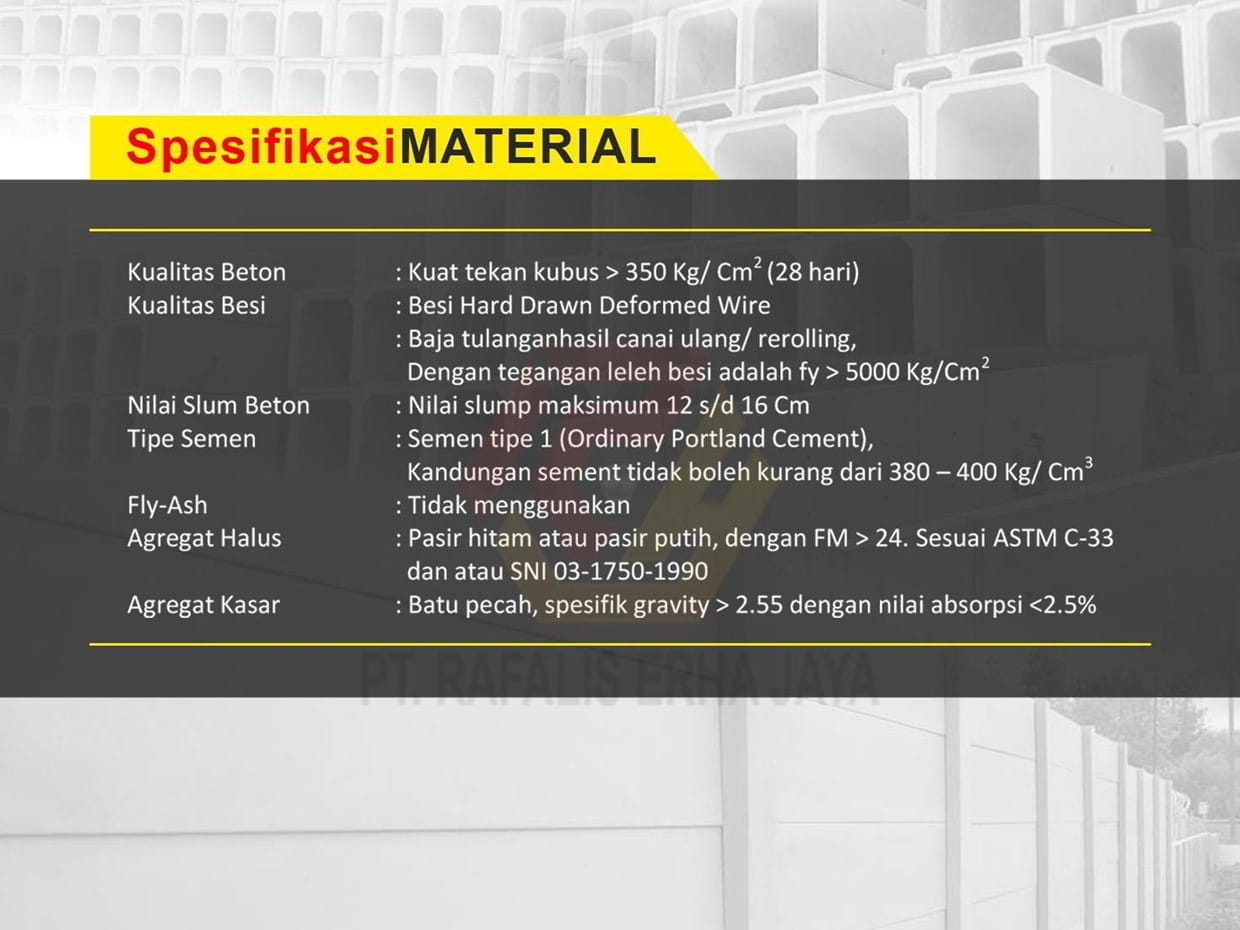 SpesifikasiMATERIAL
Kualitas Beton : Kuat tekan kubus > 350 Kg/ Cm² (28 hari)
Kualitas Besi : Besi Hard Drawn Deformed Wire
: Baja tulanganhasil canai ulang/ rerolling,
Dengan tegangan leleh besi adalah fy > 5000 Kg/Cm²
Nilai Slum Beton : Nilai slump maksimum 12 s/d 16 Cm
Tipe Semen : Semen tipe 1 (Ordinary Portland Cement),
Kandungan sement tidak boleh kurang dari 380 – 400 Kg/ Cm³
Fly-Ash : Tidak menggunakan
Agregat Halus : Pasir hitam atau pasir putih, dengan FM > 24. Sesuai ASTM C-33
dan atau SNI 03-1750-1990
Agregat Kasar : Batu pecah, spesifik gravity > 2.55 dengan nilai absorpsi <2.5%
PT. RAFALIS ERHA JAYA